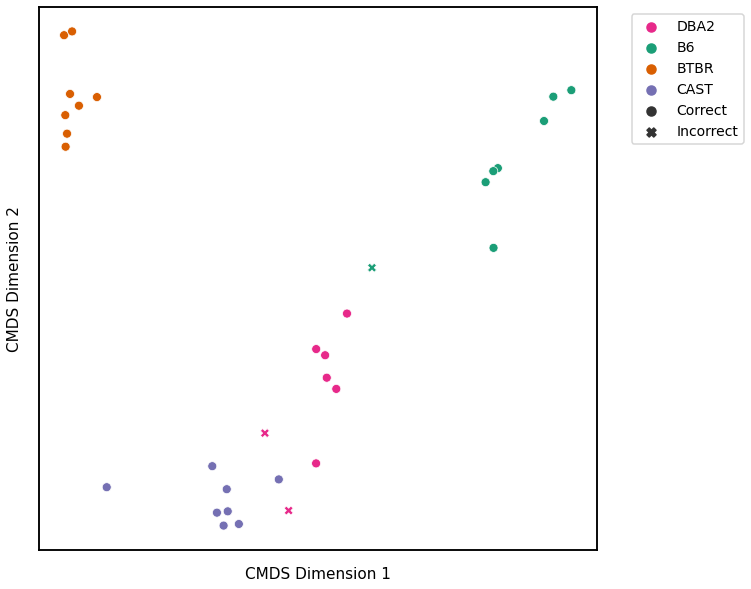 DBA2
B6
BTBR
CAST
Correct
Incorrect
CMDS Dimension 2
CMDS Dimension 1